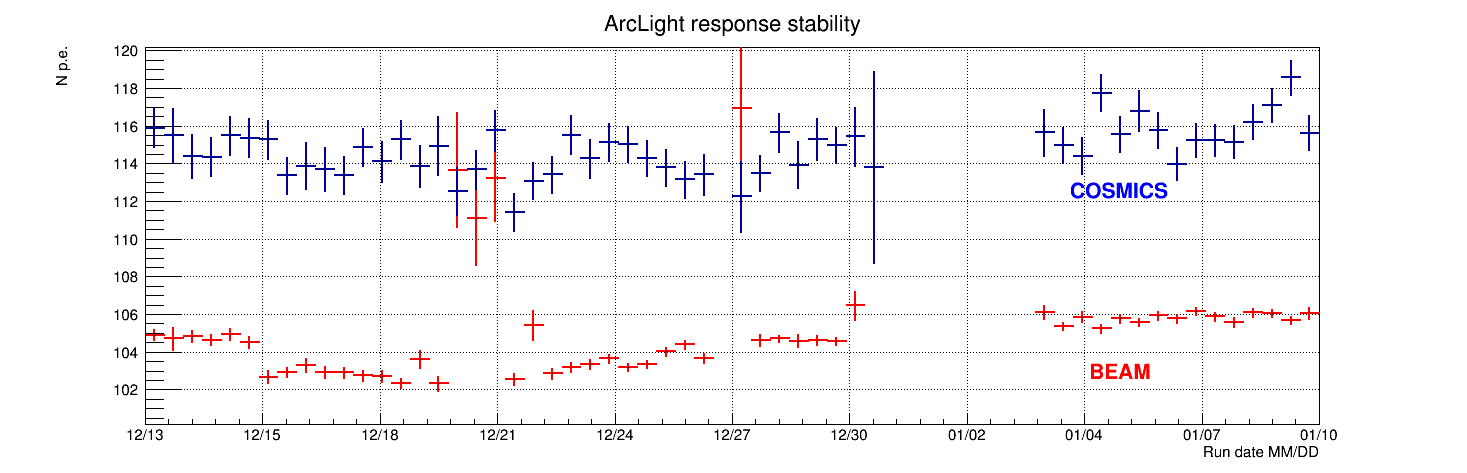 ArcLight response stability
N p.e.
120
118
116
114
112
110
108
106
104
102
COSMICS
BEAM
12/13 12/15 12/18 12/21 12/24 12/27 12/30 01/02 01/04 01/07 01/10
Run date MM/DD